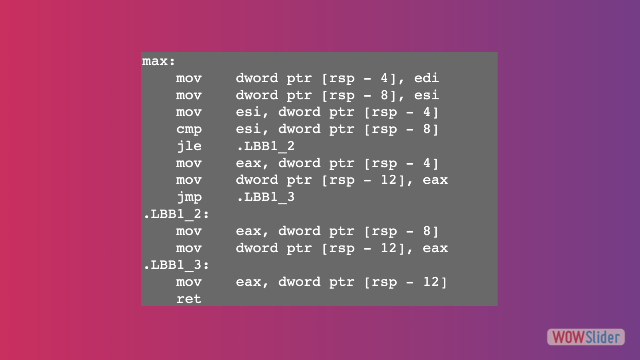 max:
mov dword ptr [rsp - 4], edi
mov dword ptr [rsp - 8], esi
mov esi, dword ptr [rsp - 4]
cmp esi, dword ptr [rsp - 8]
jle .LBB1_2
mov eax, dword ptr [rsp - 4]
mov dword ptr [rsp - 12], eax
jmp .LBB1_3
.LBB1_2:
mov eax, dword ptr [rsp - 8]
mov dword ptr [rsp - 12], eax
.LBB1_3:
mov eax, dword ptr [rsp - 12]
ret
WOWSlider